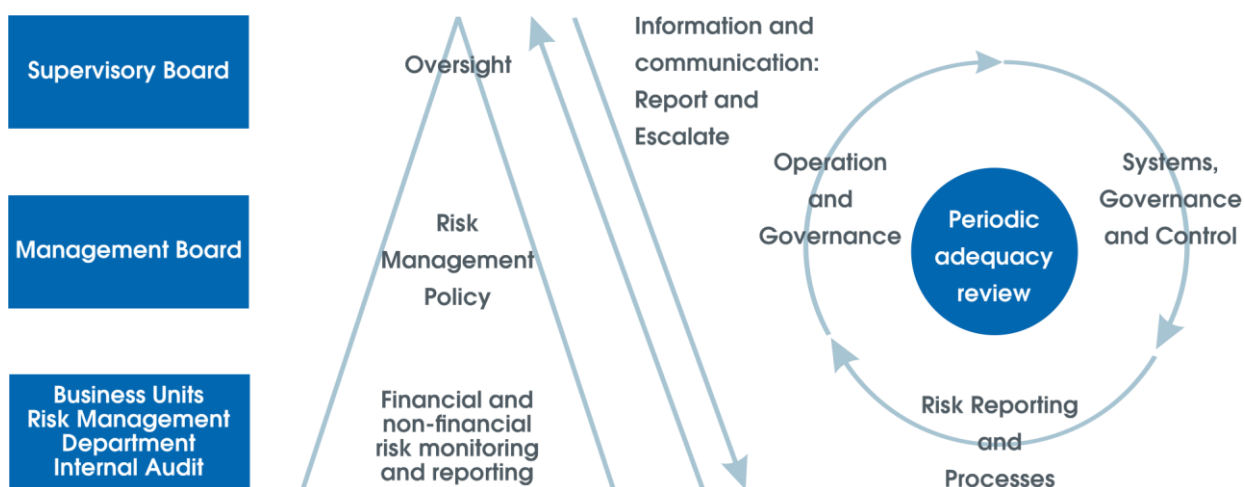 Supervisory Board
Oversight
Information and
communication:
Report and
Escalate
Management Board
Risk
Management
Policy
Business Units
Risk Management
Department
Internal Audit
Financial and
non-financial
risk monitoring
and reporting
Operation
and
Governance
Systems,
Governance
and Control
Periodic
adequacy
review
Risk Reporting
and
Processes